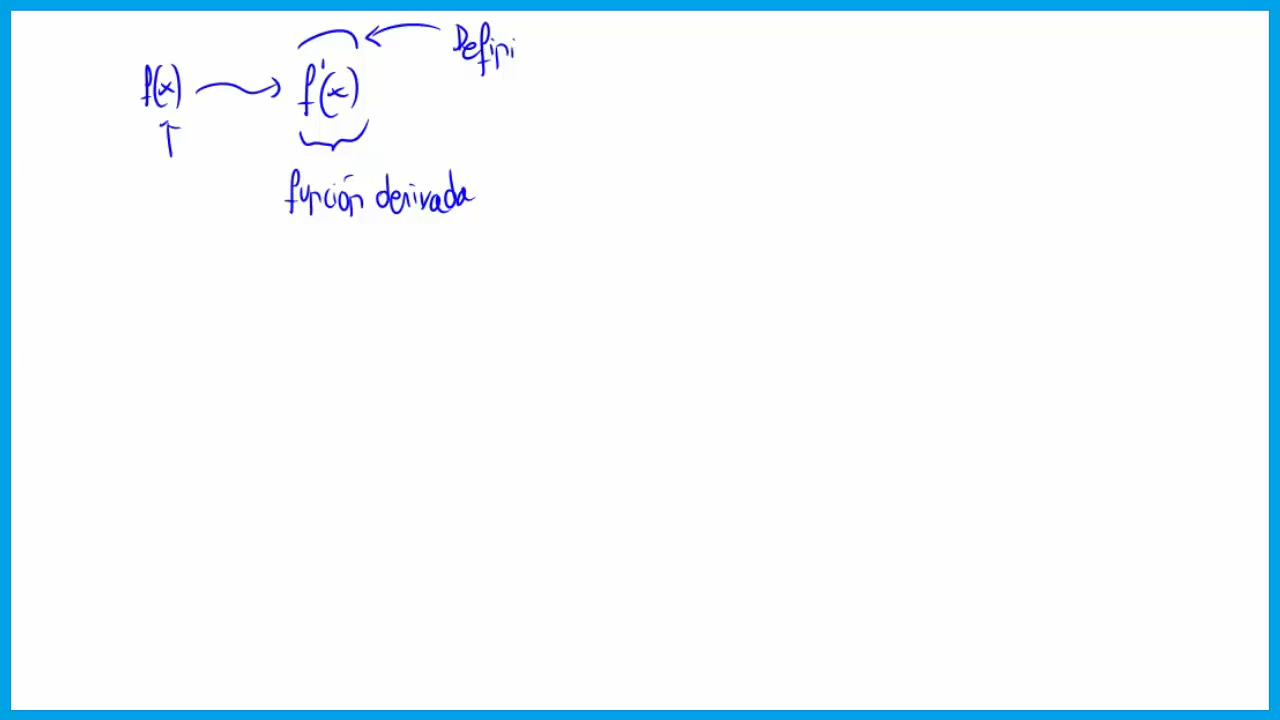 Defini
f(x) → f'(x)
función derivada